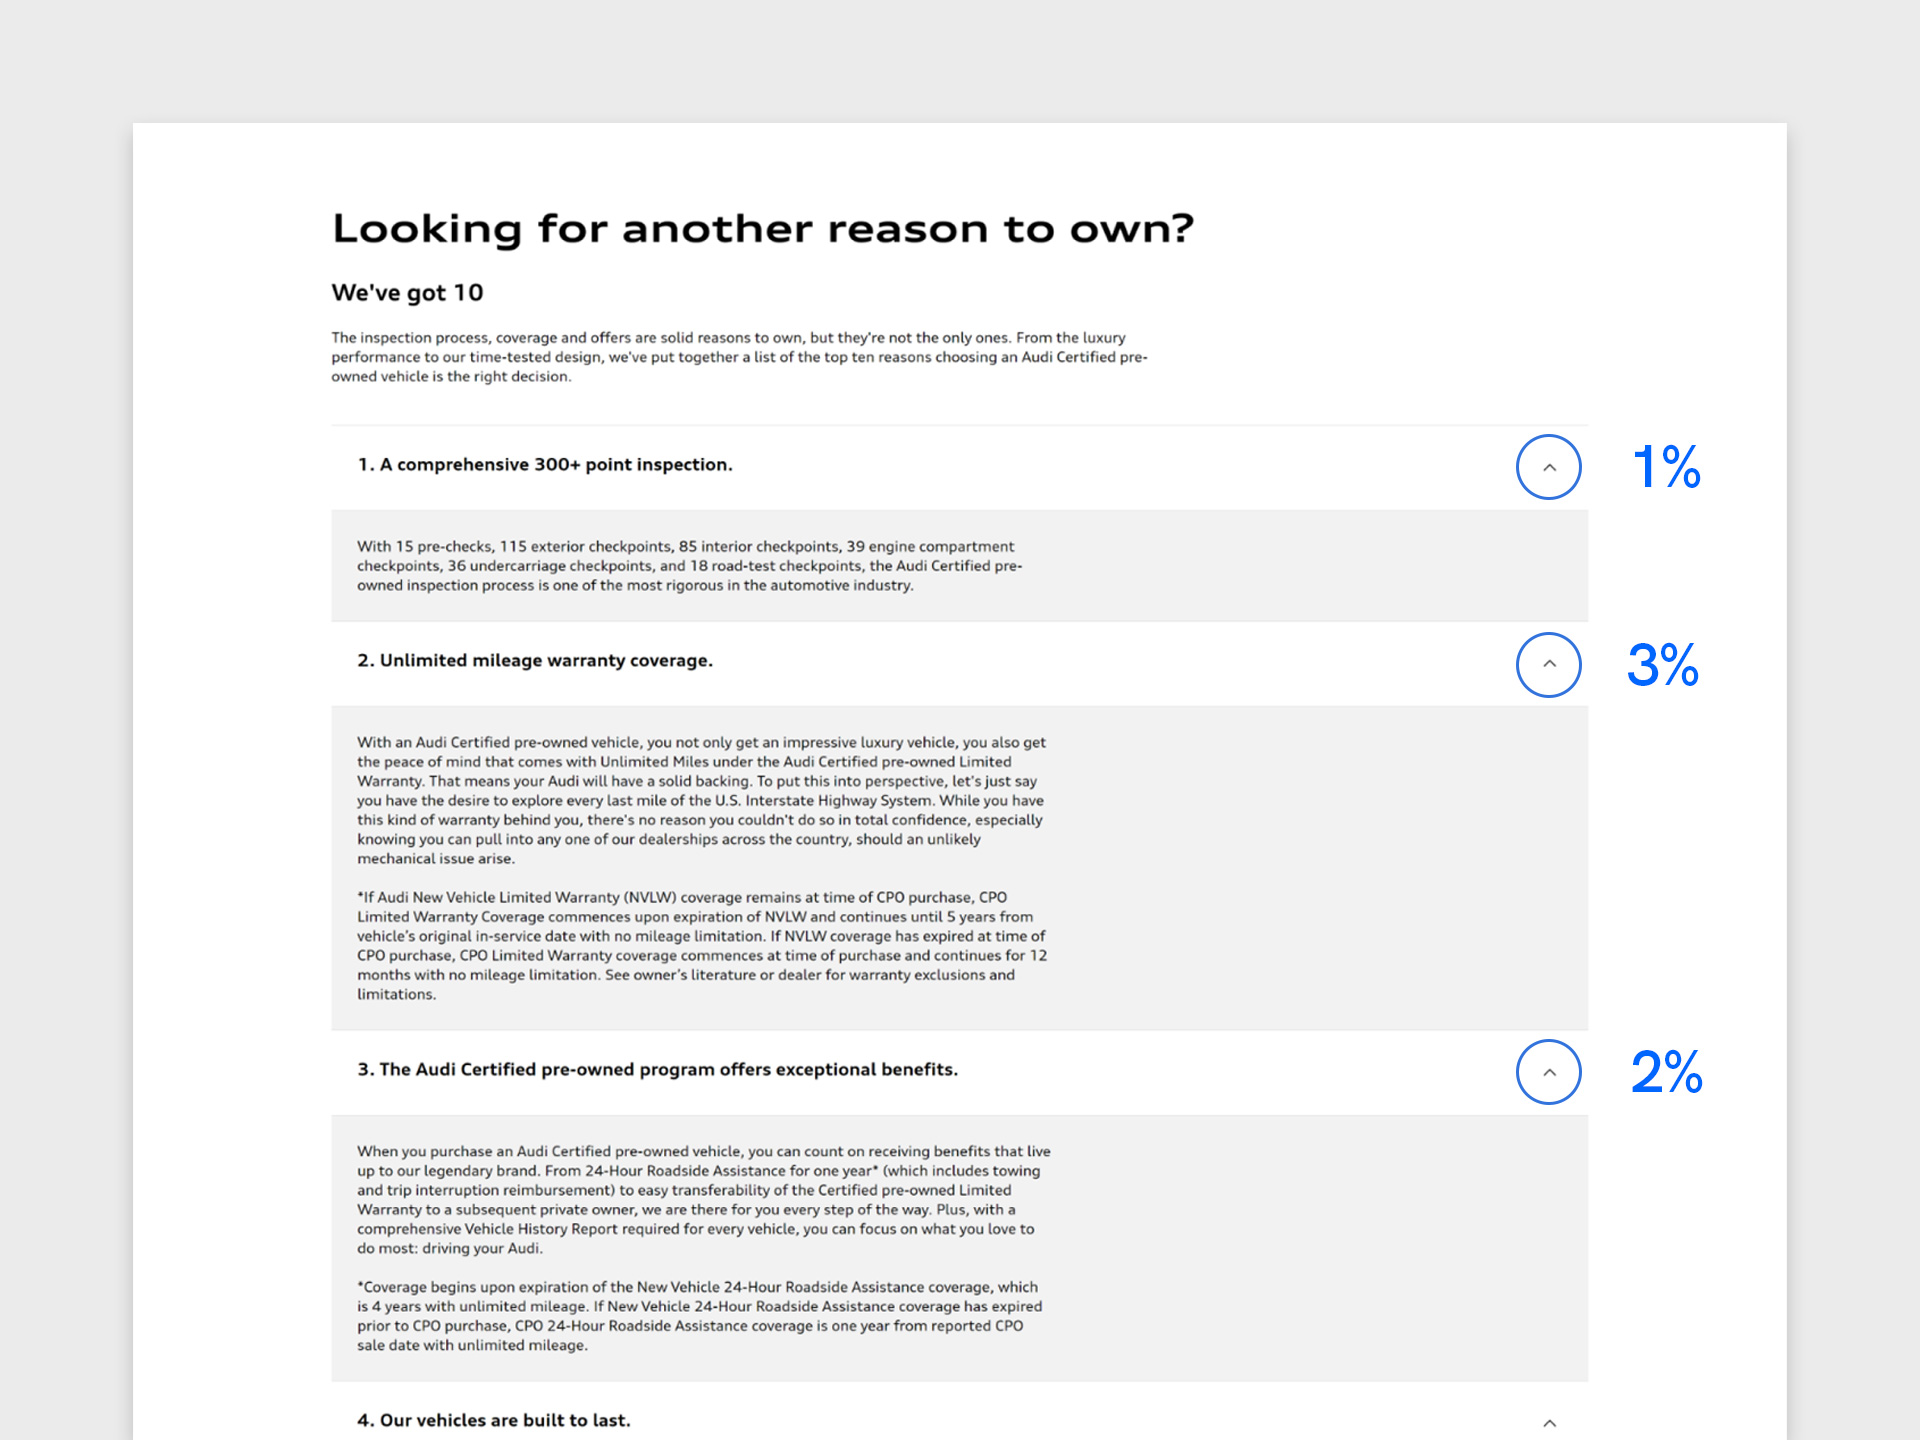 Looking for another reason to own?
We've got 10
The inspection process, coverage and offers are solid reasons to own, but they're not the only ones. From the luxury
performance to our time-tested design, we've put together a list of the top ten reasons choosing an Audi Certified pre-
owned vehicle is the right decision.
1. A comprehensive 300+ point inspection.
1%
With 15 pre-checks, 115 exterior checkpoints, 85 interior checkpoints, 39 engine compartment
checkpoints, 36 undercarriage checkpoints, and 18 road-test checkpoints, the Audi Certified pre-
owned inspection process is one of the most rigorous in the automotive industry.
2. Unlimited mileage warranty coverage.
3%
With an Audi Certified pre-owned vehicle, you not only get an impressive luxury vehicle, you also get
the peace of mind that comes with Unlimited Miles under the Audi Certified pre-owned Limited
Warranty. That means your Audi will have a solid backing. To put this into perspective, let's just say
you have the desire to explore every last mile of the U.S. Interstate Highway System. While you have
this kind of warranty behind you, there's no reason you couldn't do so in total confidence, especially
knowing you can pull into any one of our dealerships across the country, should an unlikely
mechanical issue arise.
*If Audi New Vehicle Limited Warranty (NVLW) coverage remains at time of CPO purchase, CPO
Limited Warranty Coverage commences upon expiration of NVLW and continues until 5 years from
vehicle's original in-service date with no mileage limitation. If NVLW coverage has expired at time of
CPO purchase, CPO Limited Warranty coverage commences at time of purchase and continues for 12
months with no mileage limitation. See owner's literature or dealer for warranty exclusions and
limitations.
3. The Audi Certified pre-owned program offers exceptional benefits.
2%
When you purchase an Audi Certified pre-owned vehicle, you can count on receiving benefits that live
up to our legendary brand. From 24-Hour Roadside Assistance for one year* (which includes towing
and trip interruption reimbursement) to easy transferability of the Certified pre-owned Limited
Warranty to a subsequent private owner, we are there for you every step of the way. Plus, with a
comprehensive Vehicle History Report required for every vehicle, you can focus on what you love to
do most: driving your Audi.
*Coverage begins upon expiration of the New Vehicle 24-Hour Roadside Assistance coverage, which
is 4 years with unlimited mileage. If New Vehicle 24-Hour Roadside Assistance coverage has expired
prior to CPO purchase, CPO 24-Hour Roadside Assistance coverage is one year from reported CPO
sale date with unlimited mileage.
4. Our vehicles are built to last.